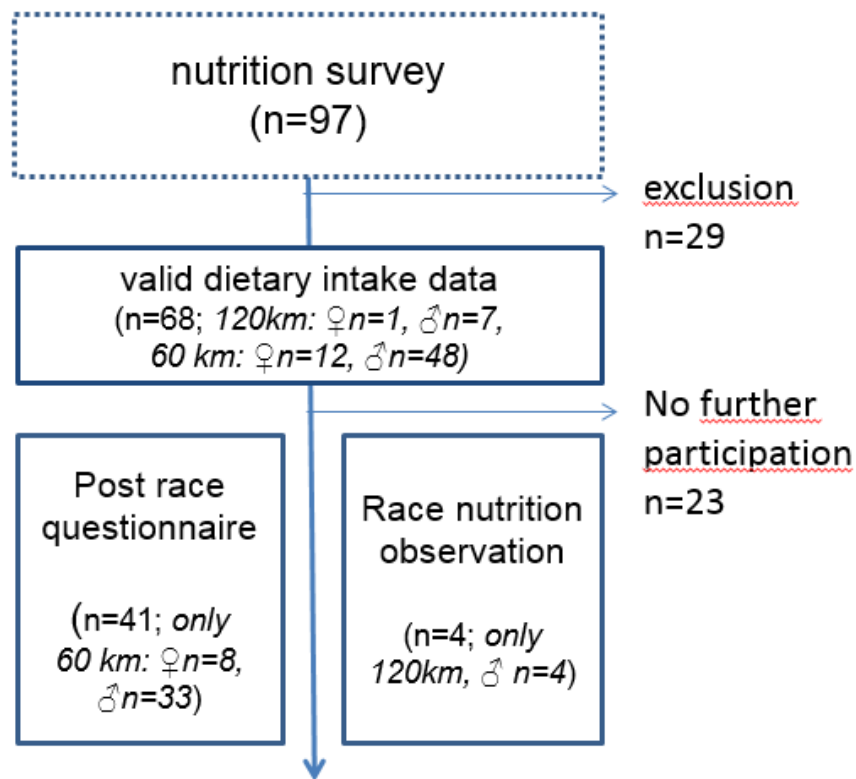 nutrition survey
(n=97)
exclusion
n=29
valid dietary intake data
(n=68; 120km: ♀n=1, ♂n=7,
60 km: ♀n=12, ♂n=48)
No further
participation
n=23
Post race
questionnaire
(n=41; only
60 km: ♀n=8,
♂n=33)
Race nutrition
observation
(n=4; only
120km, ♂ n=4)